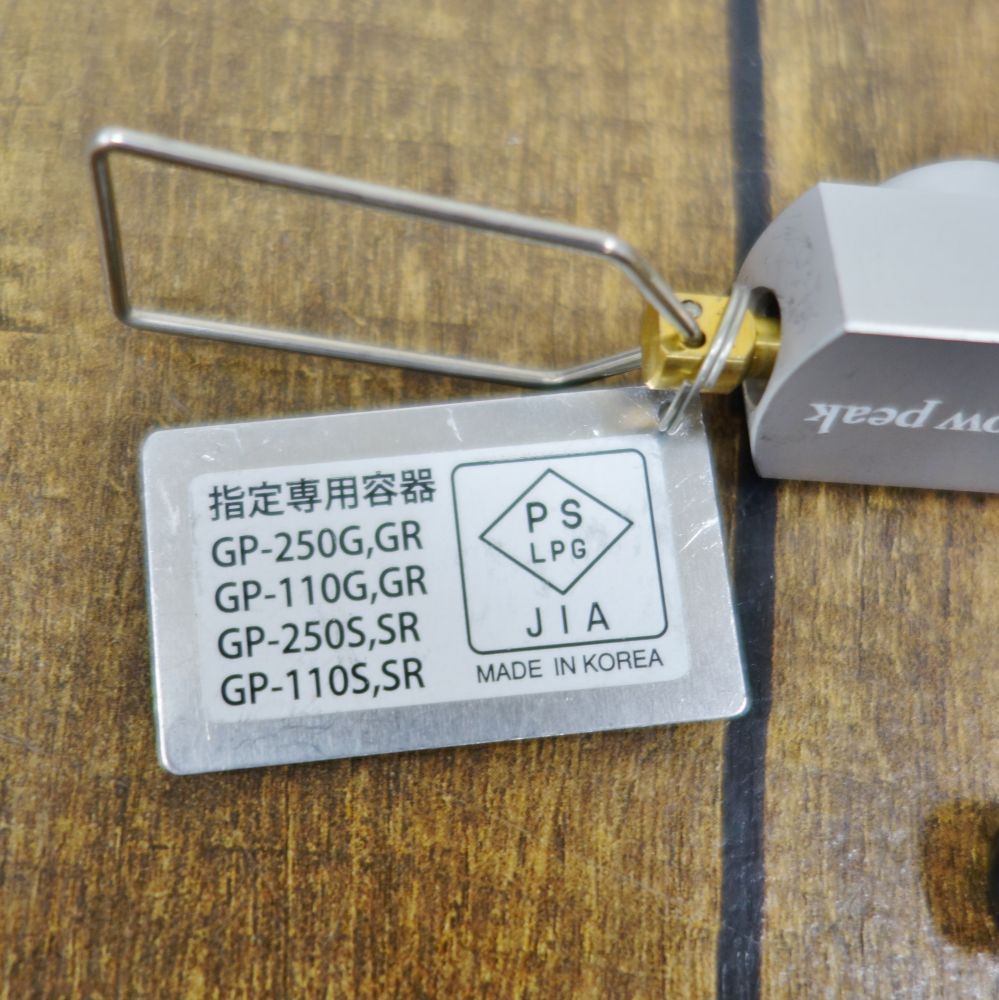 指定専用容器
GP-250G,GR
GP-110G,GR
GP-250S,SR
GP-110S,SR
PS
LPG
JIA
MADE IN KOREA
peak